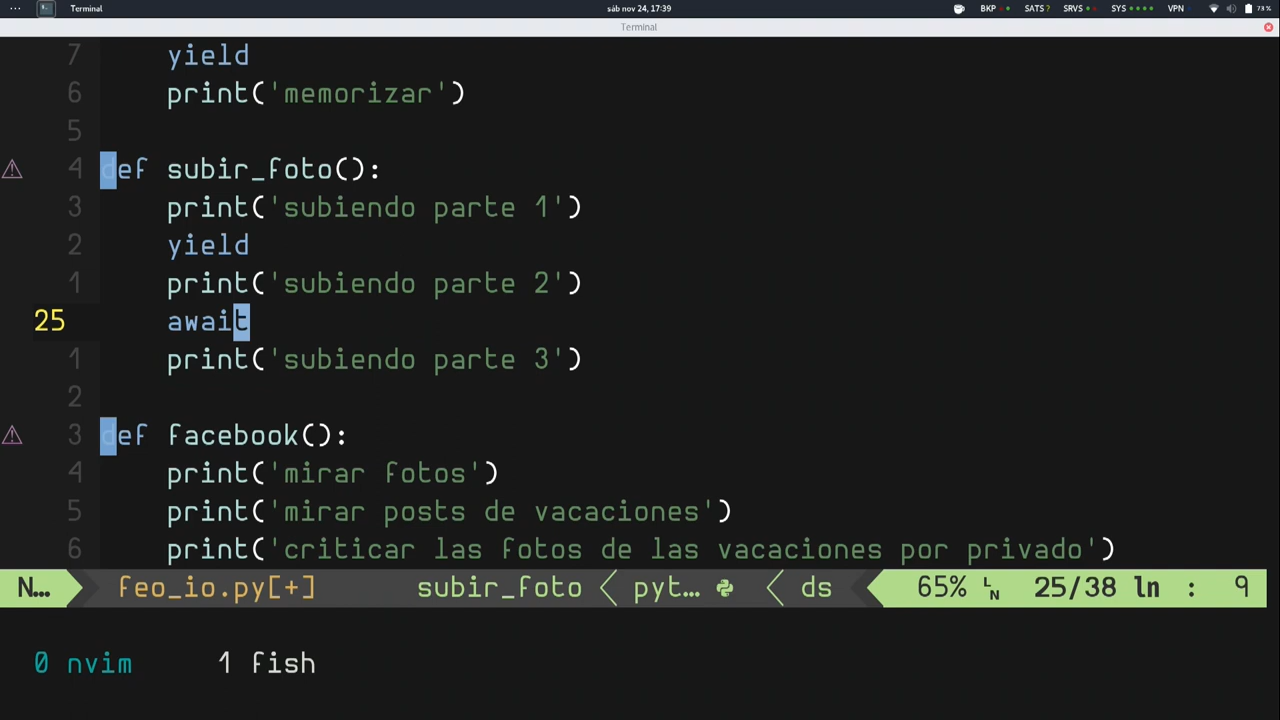 ··· Terminal sáb nov 24, 17:39 BKP SATS ? SRVS SYS VPN 73 %
Terminal
7 yield
6 print('memorizar')
5
4 def subir_foto():
3 print('subiendo parte 1')
2 yield
1 print('subiendo parte 2')
25 await
1 print('subiendo parte 3')
2
3 def facebook():
4 print('mirar fotos')
5 print('mirar posts de vacaciones')
6 print('criticar las fotos de las vacaciones por privado')
N… feo_io.py[+] subir_foto pyt… ds 65% LN 25/38 ln : 9
0 nvim 1 fish